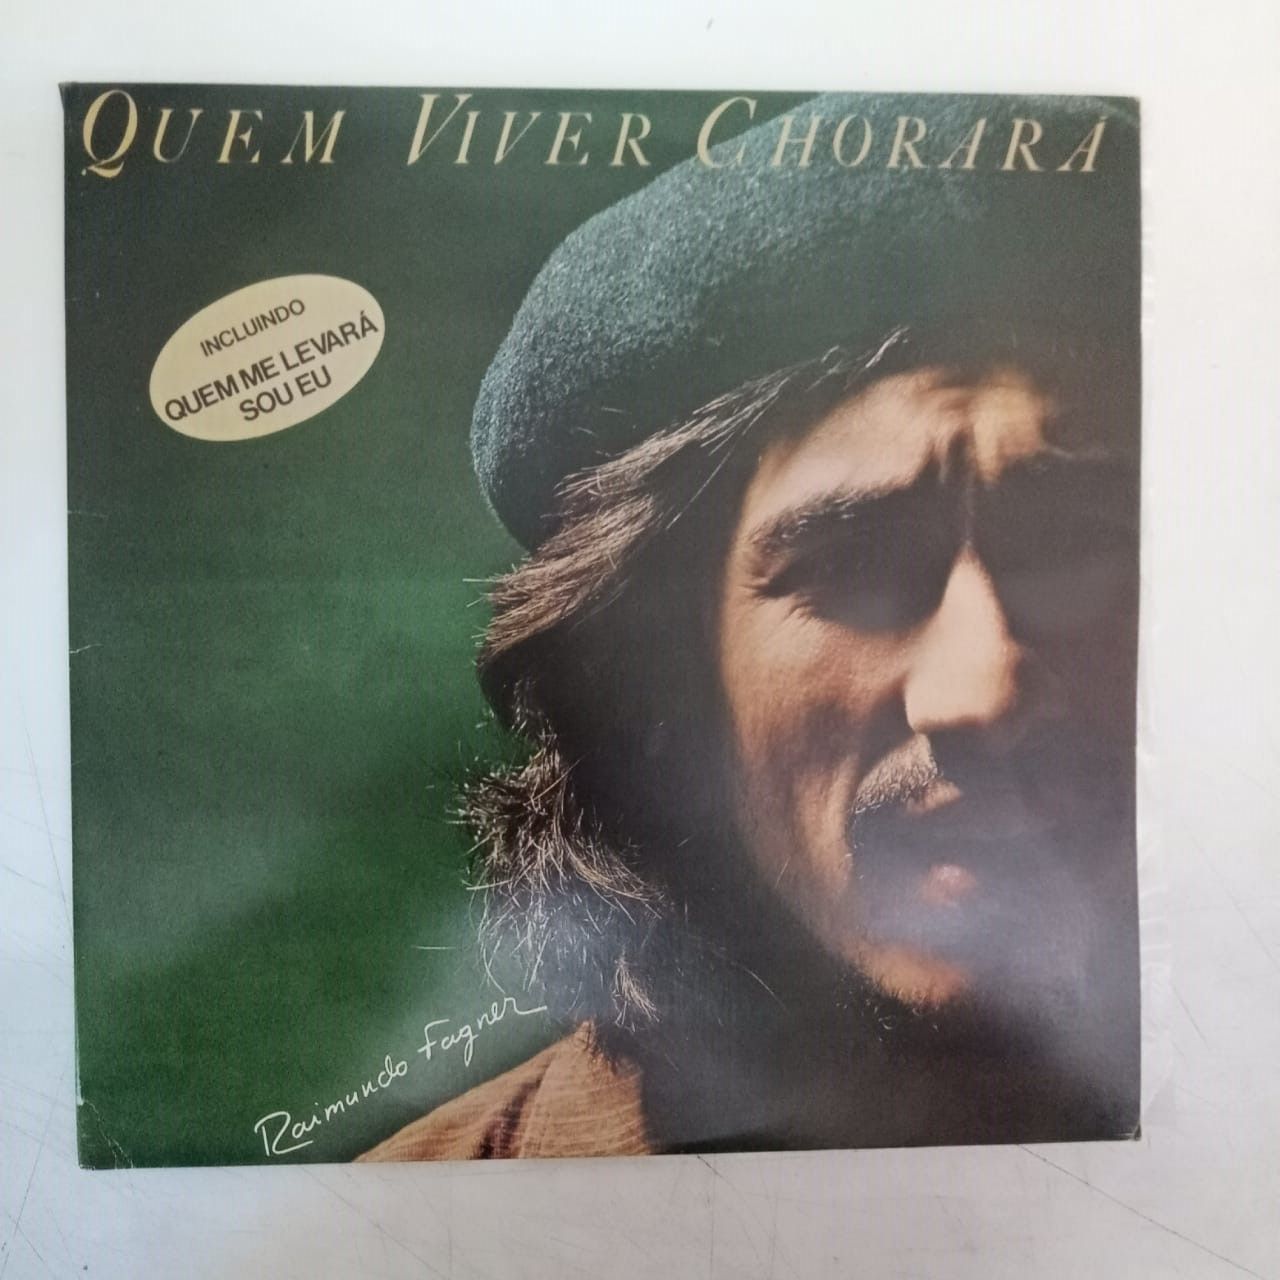 QUEM VIVER CHORARÁ
INCLUINDO
QUEM ME LEVARÁ
SOU EU
Raimundo Fagner